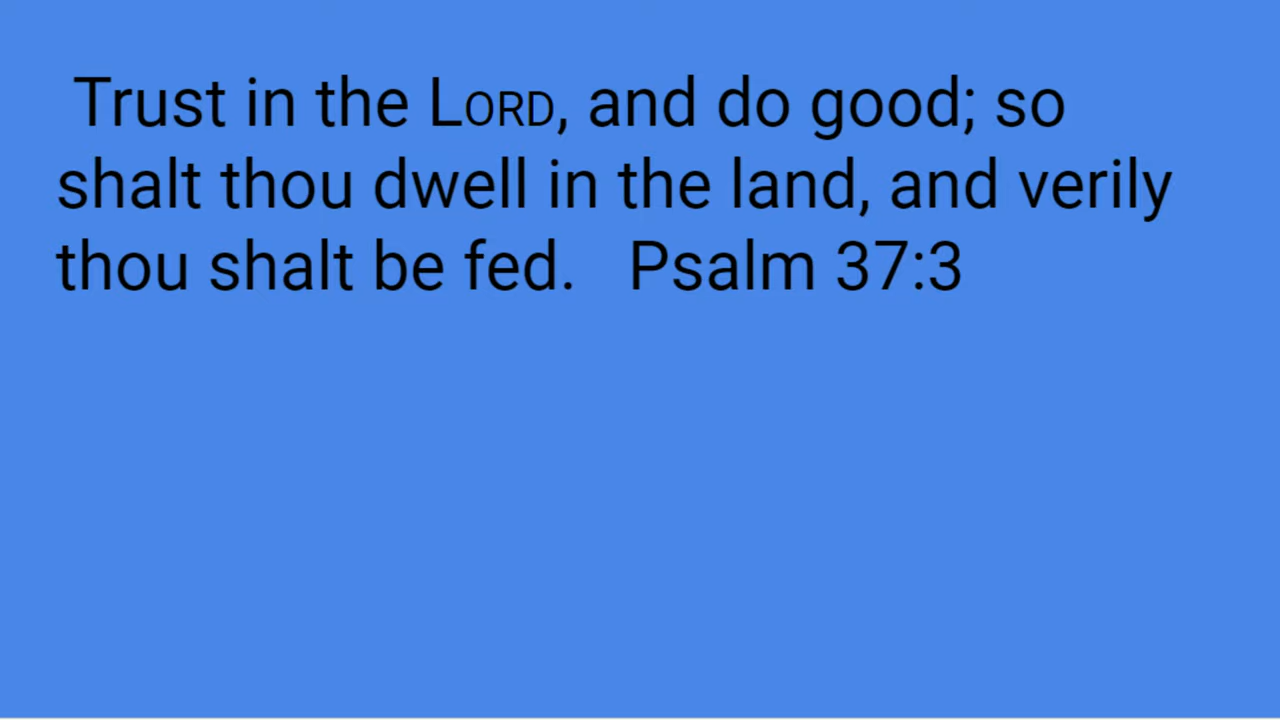 Trust in the LORD, and do good; so
shalt thou dwell in the land, and verily
thou shalt be fed. Psalm 37:3